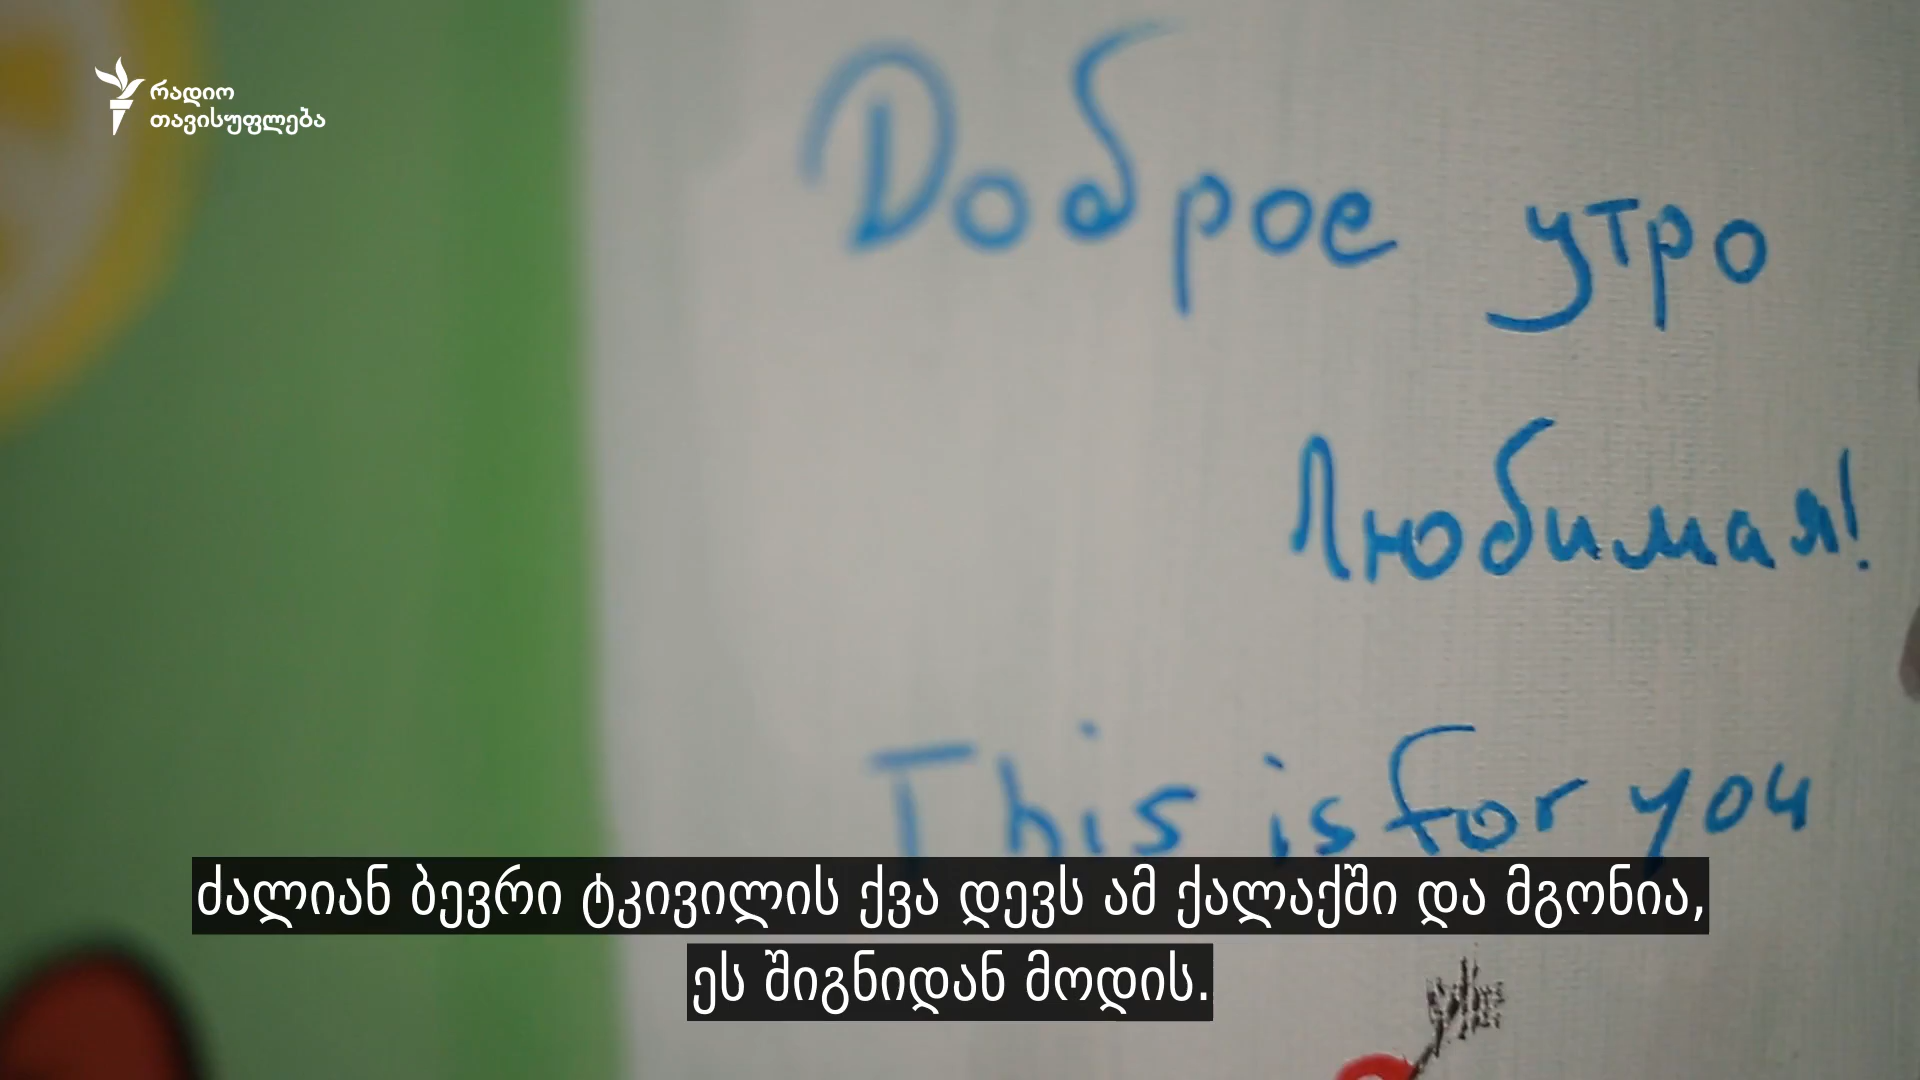 რადიო
თავისუფლება
Доброе утро
Любимая!
This is for you
ძალიან ბევრი ტკივილის ქვა დევს ამ ქალაქში და მგონია,
ეს შიგნიდან მოდის.